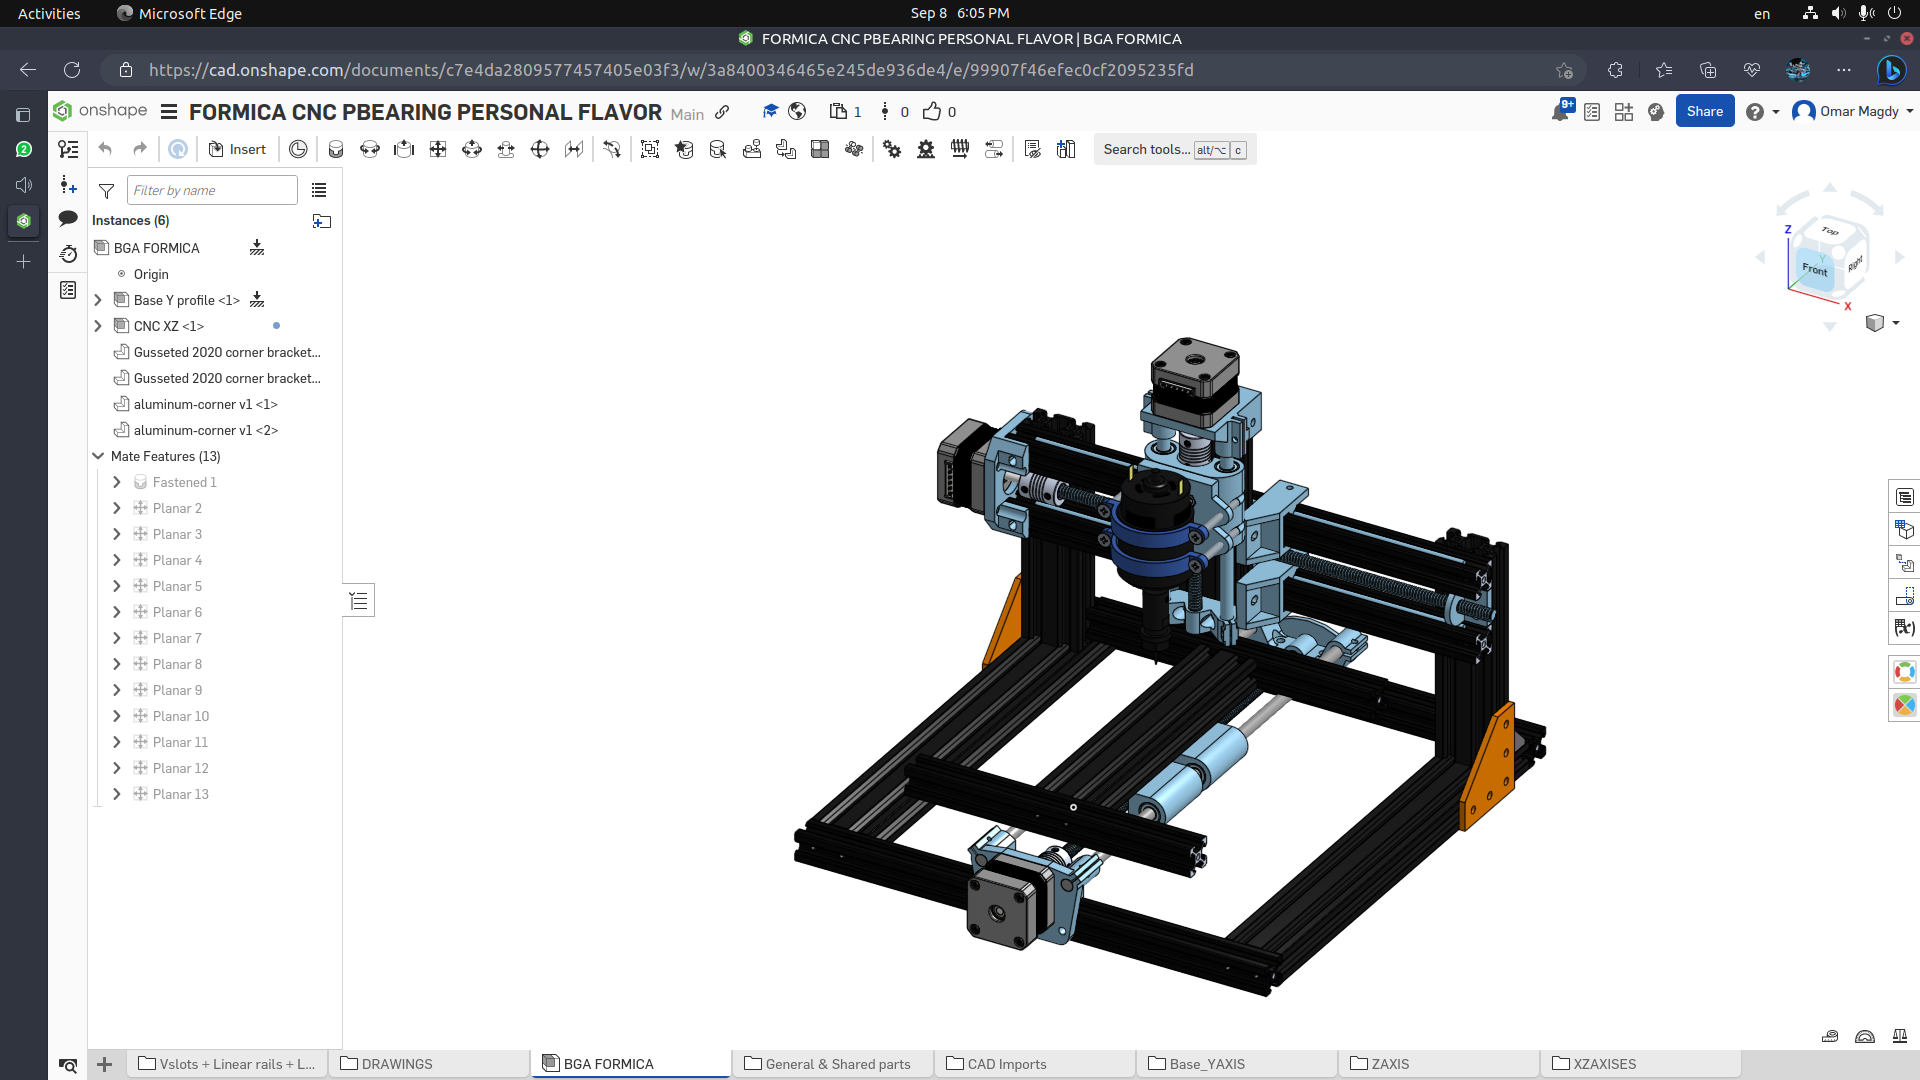 Activities
Microsoft Edge
Sep 8 6:05 PM
en
FORMICA CNC PBEARING PERSONAL FLAVOR | BGA FORMICA
https://cad.onshape.com/documents/c7e4da2809577457405e03f3/w/3a8400346465e245de936de4/e/99907f46efec0cf2095235fd
onshape
FORMICA CNC PBEARING PERSONAL FLAVOR
Main
1
0
0
9+
Share
Omar Magdy
2
Insert
Search tools... alt/⌥ c
Filter by name
Instances (6)
BGA FORMICA
Origin
Base Y profile <1>
CNC XZ <1>
Gusseted 2020 corner bracket...
Gusseted 2020 corner bracket...
aluminum-corner v1 <1>
aluminum-corner v1 <2>
Mate Features (13)
Fastened 1
Planar 2
Planar 3
Planar 4
Planar 5
Planar 6
Planar 7
Planar 8
Planar 9
Planar 10
Planar 11
Planar 12
Planar 13
Z
Top
Y
Front
Right
X
Vslots + Linear rails + L...
DRAWINGS
BGA FORMICA
General & Shared parts
CAD Imports
Base_YAXIS
ZAXIS
XZAXISES